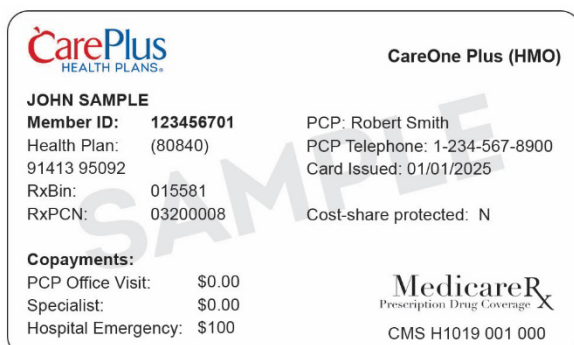 CarePlus
HEALTH PLANS®
CareOne Plus (HMO)
JOHN SAMPLE
Member ID: 123456701
Health Plan: (80840)
91413 95092
RxBin: 015581
RxPCN: 03200008
PCP: Robert Smith
PCP Telephone: 1-234-567-8900
Card Issued: 01/01/2025
Cost-share protected: N
SAMPLE
Copayments:
PCP Office Visit: $0.00
Specialist: $0.00
Hospital Emergency: $100
MedicareRx
Prescription Drug Coverage
CMS H1019 001 000